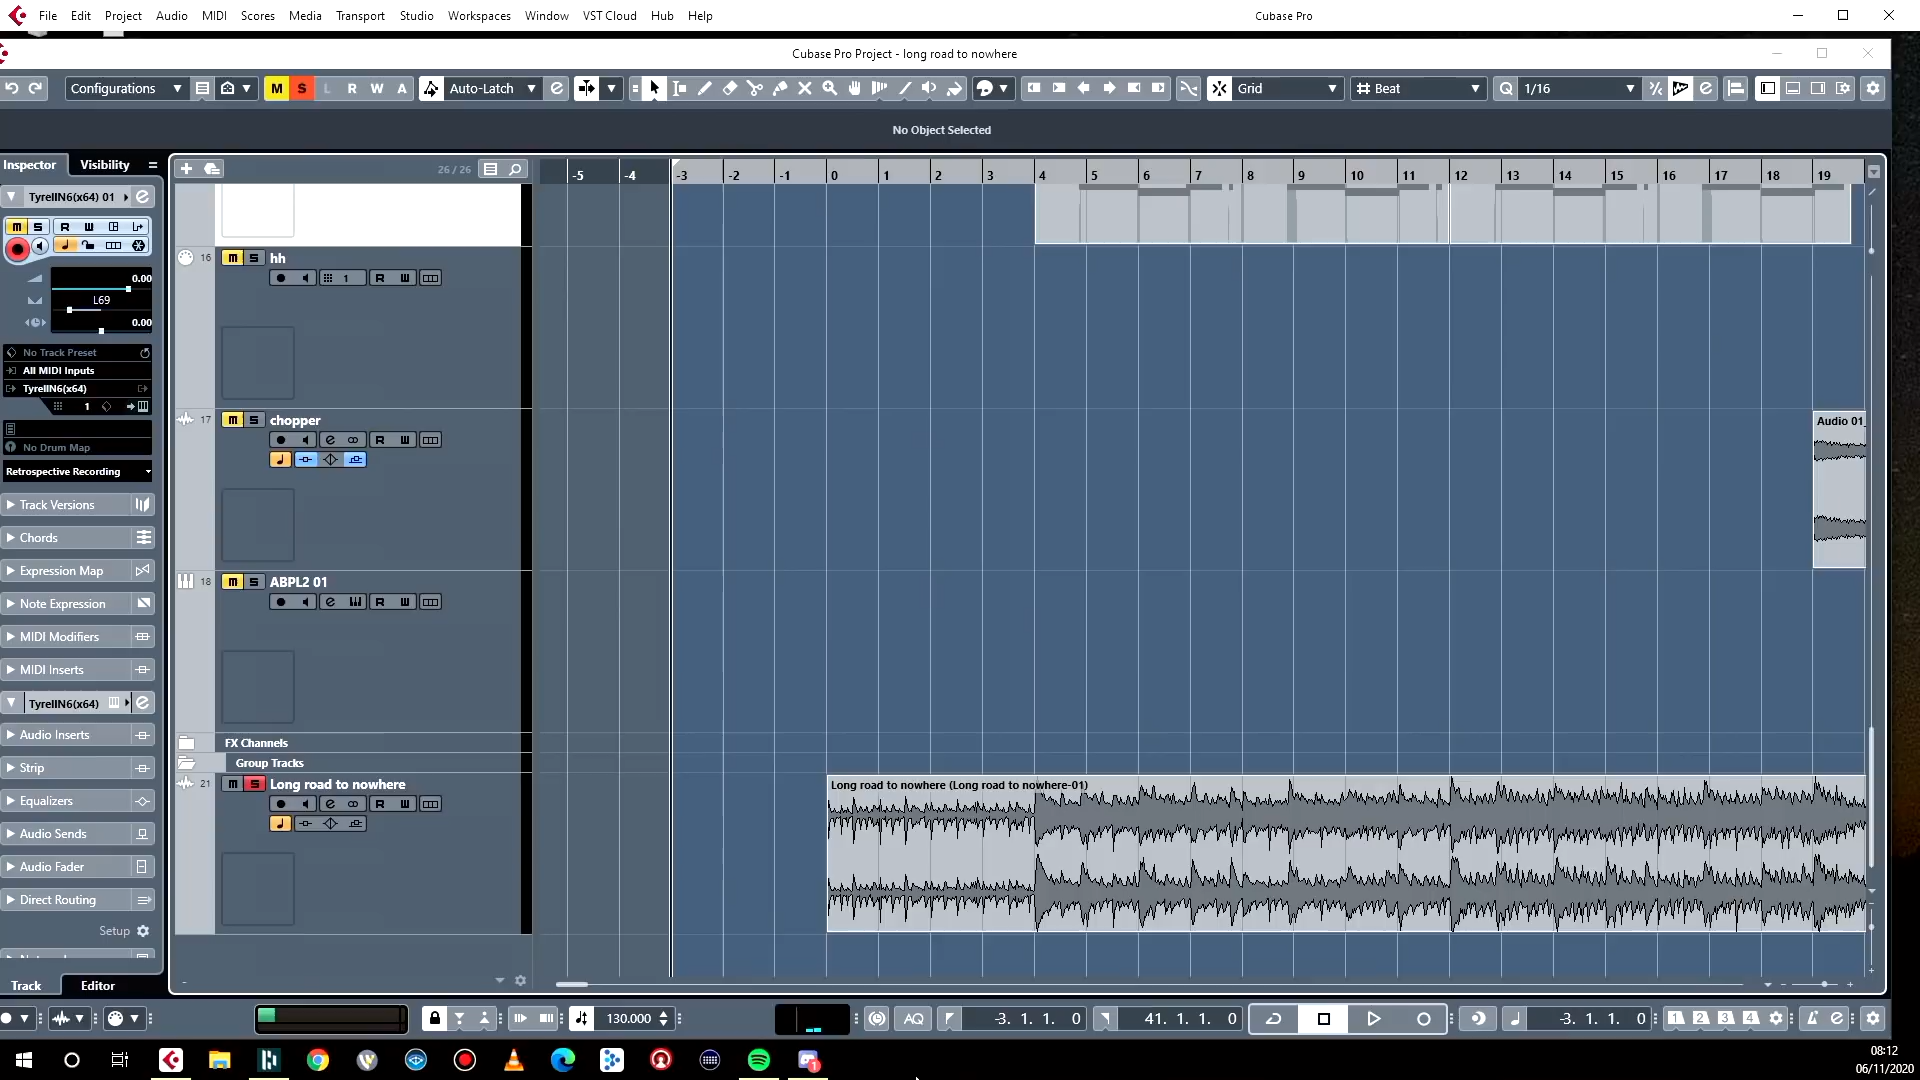 File Edit Project Audio MIDI Scores Media Transport Studio Workspaces Window VST Cloud Hub Help Cubase Pro
Cubase Pro Project - long road to nowhere
Configurations M S L R W A Auto-Latch Grid Beat Q 1/16
No Object Selected
Inspector Visibility
26 / 26
-5 -4 -3 -2 -1 0 1 2 3 4 5 6 7 8 9 10 11 12 13 14 15 16 17 18 19
TyrellN6(x64) 01
M S R W
0.00
L69
0.00
No Track Preset
All MIDI Inputs
TyrellN6(x64)
1
No Drum Map
Retrospective Recording
Track Versions
Chords
Expression Map
Note Expression
MIDI Modifiers
MIDI Inserts
TyrellN6(x64)
Audio Inserts
Strip
Equalizers
Audio Sends
Audio Fader
Direct Routing
Setup
Track Editor
16 M S hh
1 R W
17 M S chopper
e R W
Audio 01
18 M S ABPL2 01
e R W
FX Channels
Group Tracks
21 M S Long road to nowhere
e R W
Long road to nowhere (Long road to nowhere-01)
130.000 AQ -3. 1. 1. 0 41. 1. 1. 0 -3. 1. 1. 0 1 2 3 4
1
08:12
06/11/2020